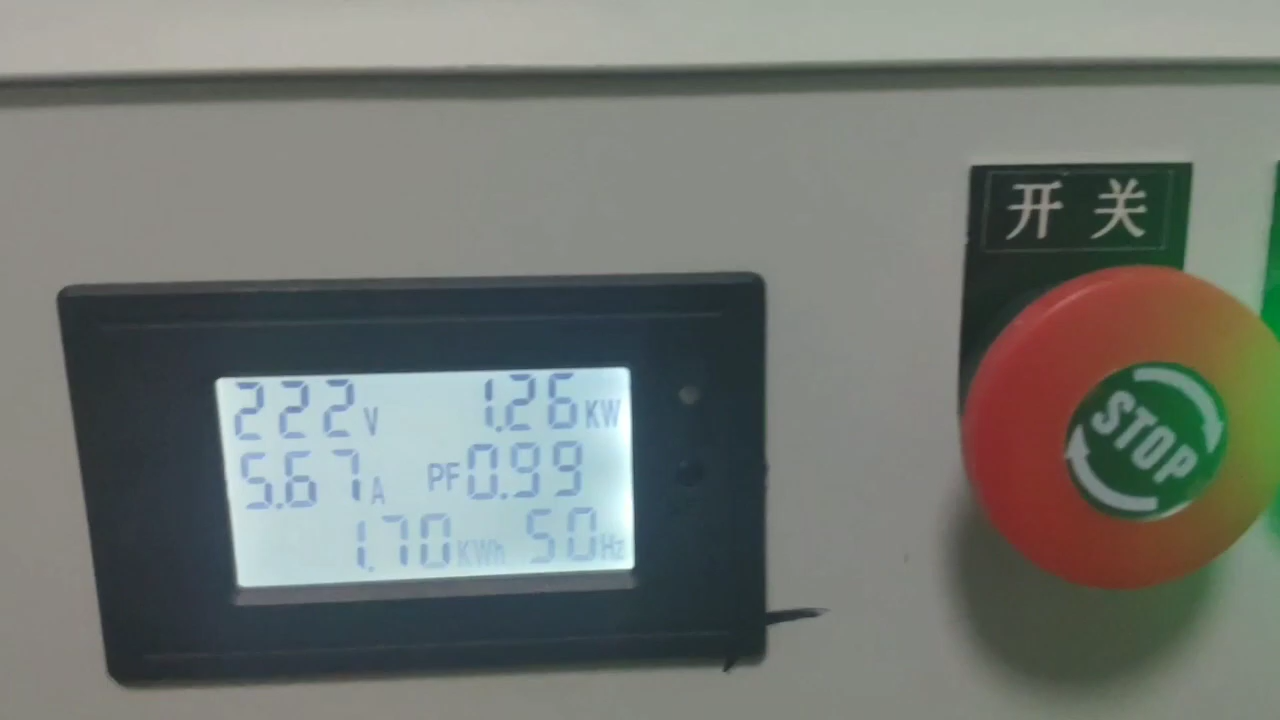 222V 1.26KW
5.67A PF0.99
1.70KWh 50Hz
开关
STOP